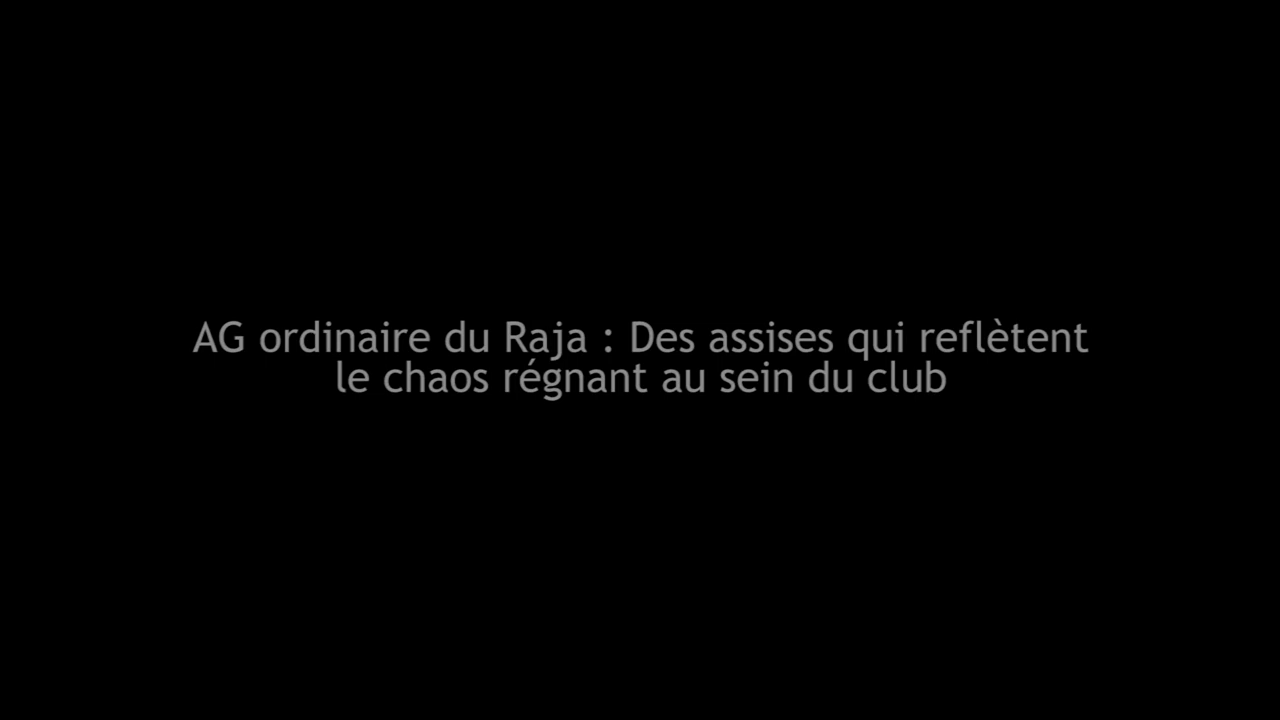 AG ordinaire du Raja : Des assises qui reflètent
le chaos régnant au sein du club